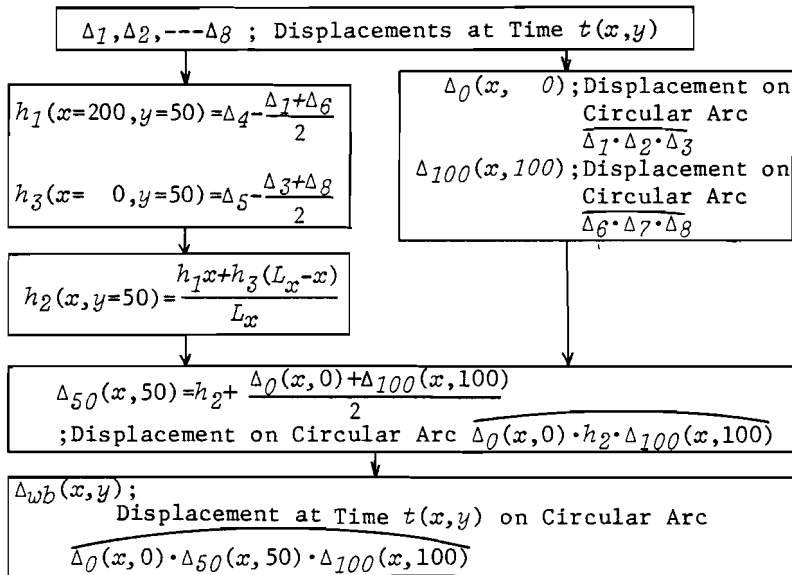 Δ1,Δ2,---Δ8 ; Displacements at Time t(x,y)
h1(x=200,y=50)=Δ4-(Δ1+Δ6)/2
h3(x= 0,y=50)=Δ5-(Δ3+Δ8)/2
Δ0(x, 0);Displacement on
Circular Arc
Δ1·Δ2·Δ3
Δ100(x,100);Displacement on
Circular Arc
Δ6·Δ7·Δ8
h2(x,y=50)=(h1x+h3(Lx-x))/Lx
Δ50(x,50)=h2+(Δ0(x,0)+Δ100(x,100))/2
;Displacement on Circular Arc Δ0(x,0)·h2·Δ100(x,100)
Δwb(x,y);
Displacement at Time t(x,y) on Circular Arc
Δ0(x,0)·Δ50(x,50)·Δ100(x,100)